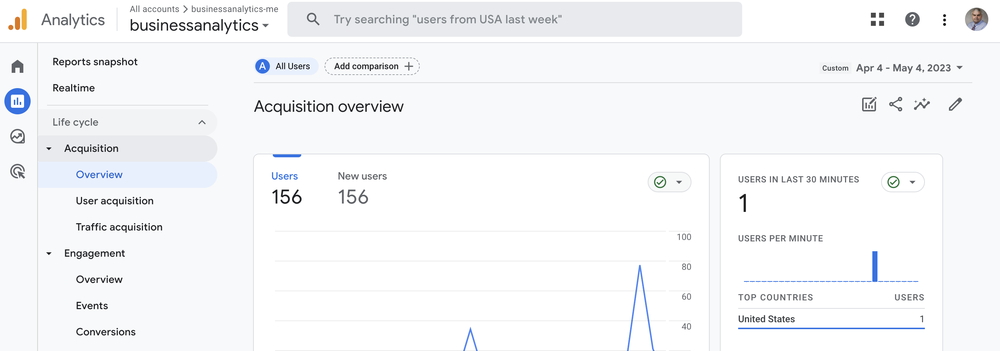 Analytics
All accounts > businessanalytics-me
businessanalytics
Try searching "users from USA last week"
Reports snapshot
Realtime
Life cycle
Acquisition
Overview
User acquisition
Traffic acquisition
Engagement
Overview
Events
Conversions
A All Users
Add comparison +
Custom Apr 4 - May 4, 2023
Acquisition overview
Users
156
New users
156
100
80
60
40
USERS IN LAST 30 MINUTES
1
USERS PER MINUTE
TOP COUNTRIES USERS
United States 1